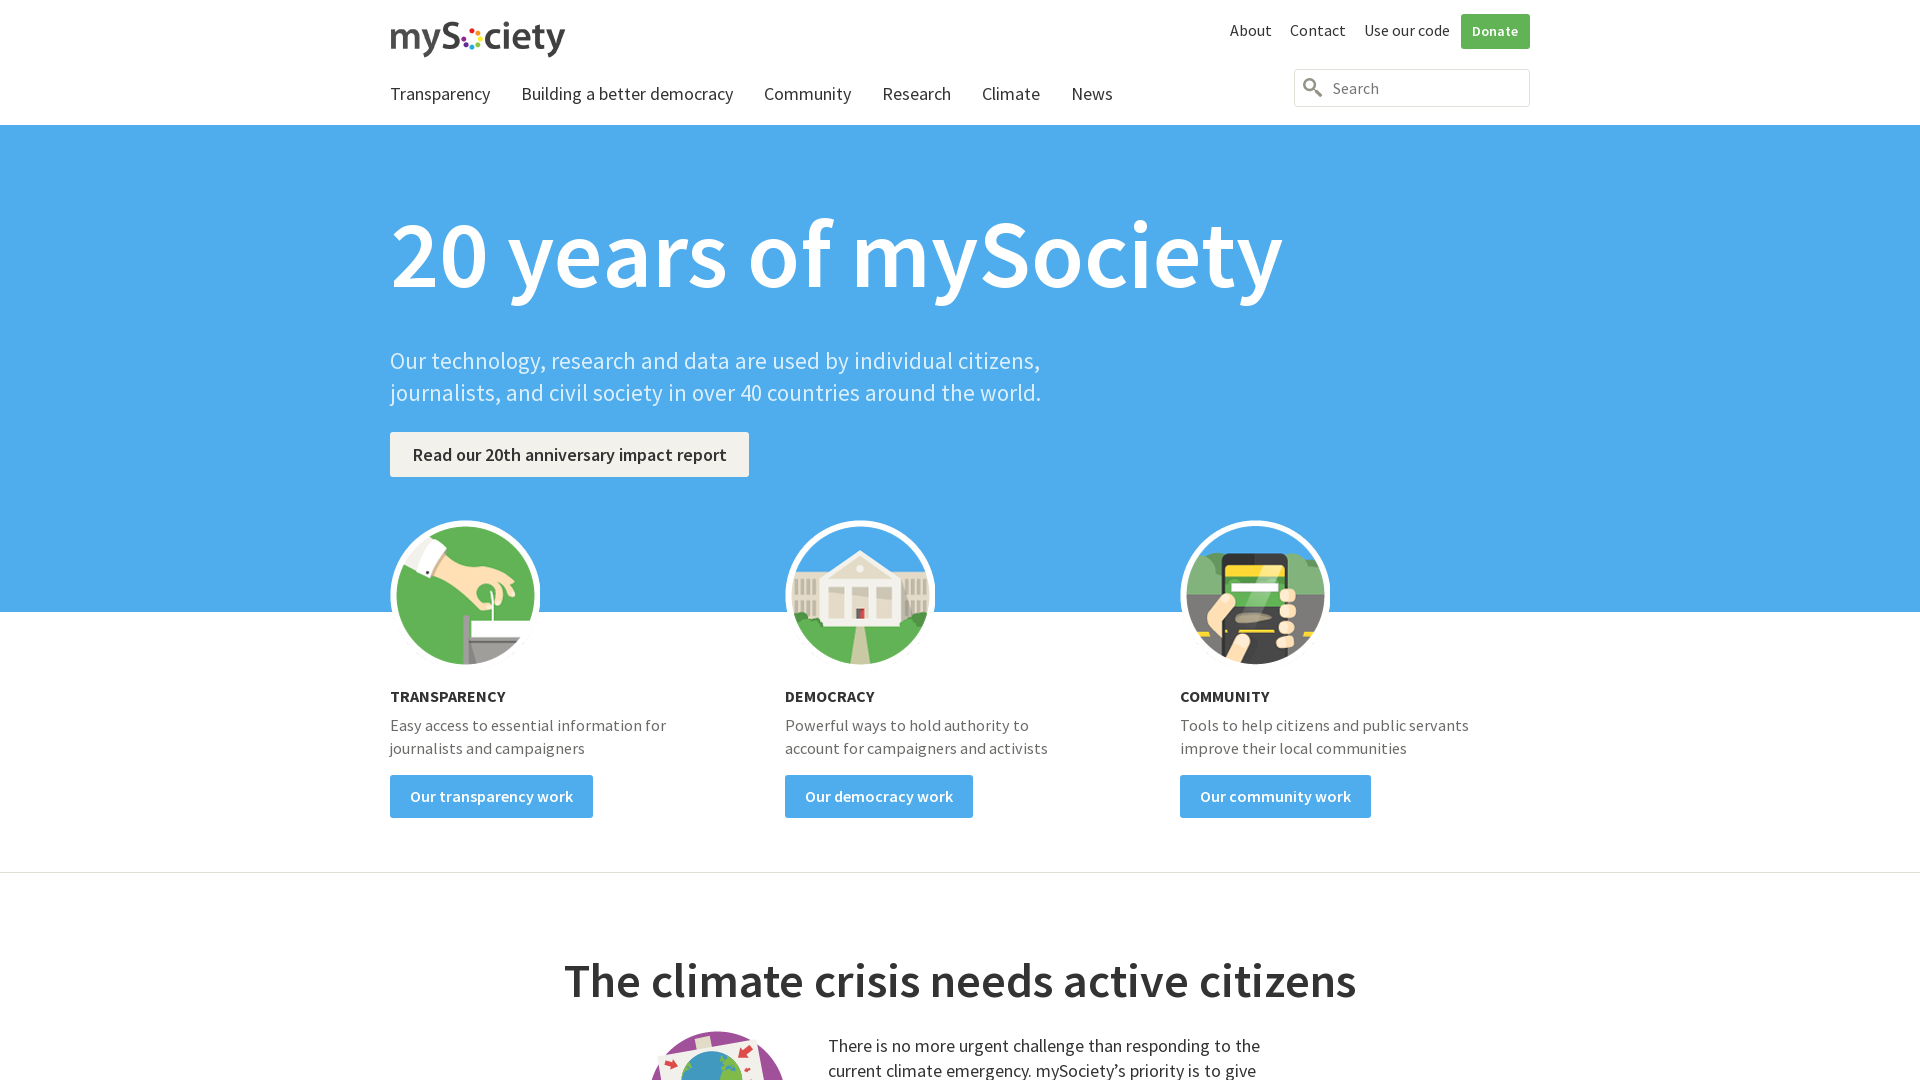 mySociety
About Contact Use our code Donate
Transparency Building a better democracy Community Research Climate News
Search
20 years of mySociety
Our technology, research and data are used by individual citizens,
journalists, and civil society in over 40 countries around the world.
Read our 20th anniversary impact report
TRANSPARENCY
Easy access to essential information for
journalists and campaigners
Our transparency work
DEMOCRACY
Powerful ways to hold authority to
account for campaigners and activists
Our democracy work
COMMUNITY
Tools to help citizens and public servants
improve their local communities
Our community work
The climate crisis needs active citizens
There is no more urgent challenge than responding to the
current climate emergency. mySociety’s priority is to give